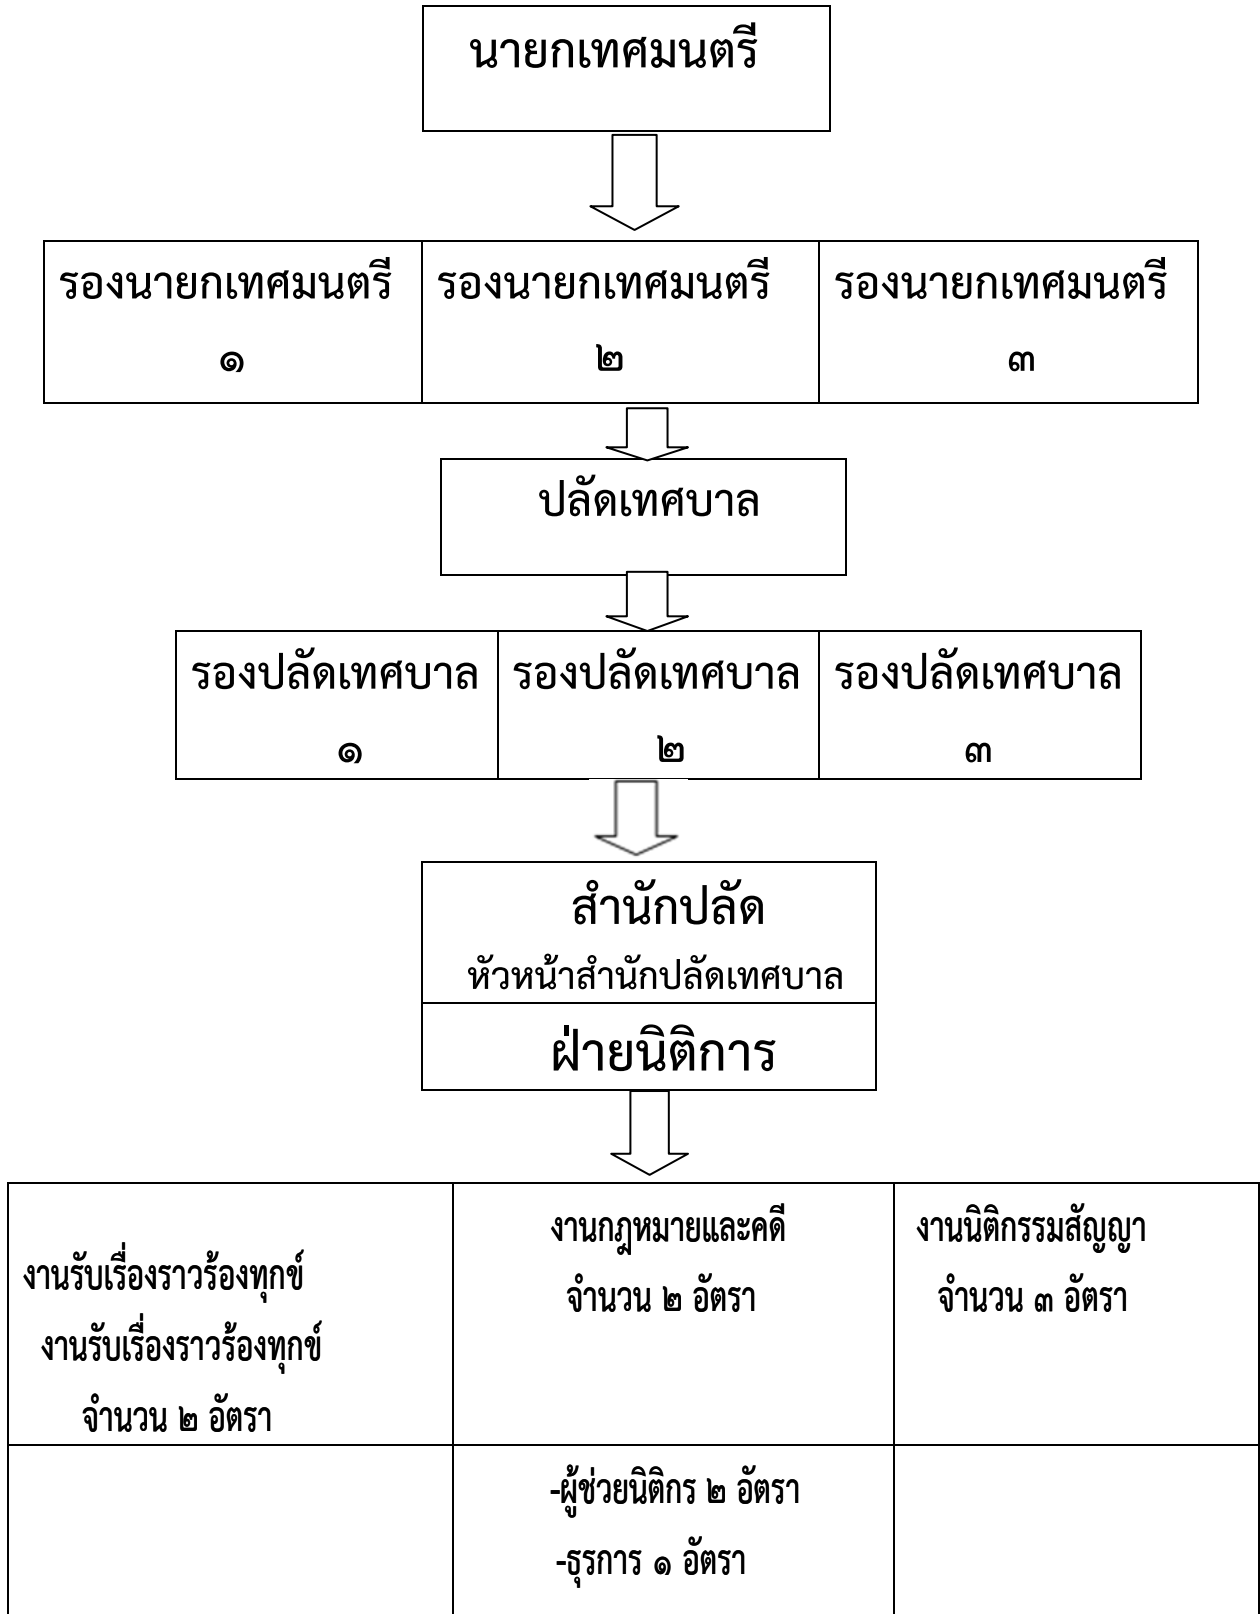 นายกเทศมนตรี
รองนายกเทศมนตรี
๑
รองนายกเทศมนตรี
๒
รองนายกเทศมนตรี
๓
ปลัดเทศบาล
รองปลัดเทศบาล
๑
รองปลัดเทศบาล
๒
รองปลัดเทศบาล
๓
สำนักปลัด
หัวหน้าสำนักปลัดเทศบาล
ฝ่ายนิติการ
งานรับเรื่องราวร้องทุกข์
งานรับเรื่องราวร้องทุกข์
จำนวน ๒ อัตรา
งานกฎหมายและคดี
จำนวน ๒ อัตรา
งานนิติกรรมสัญญา
จำนวน ๓ อัตรา
-ผู้ช่วยนิติกร ๒ อัตรา
-ธุรการ ๑ อัตรา